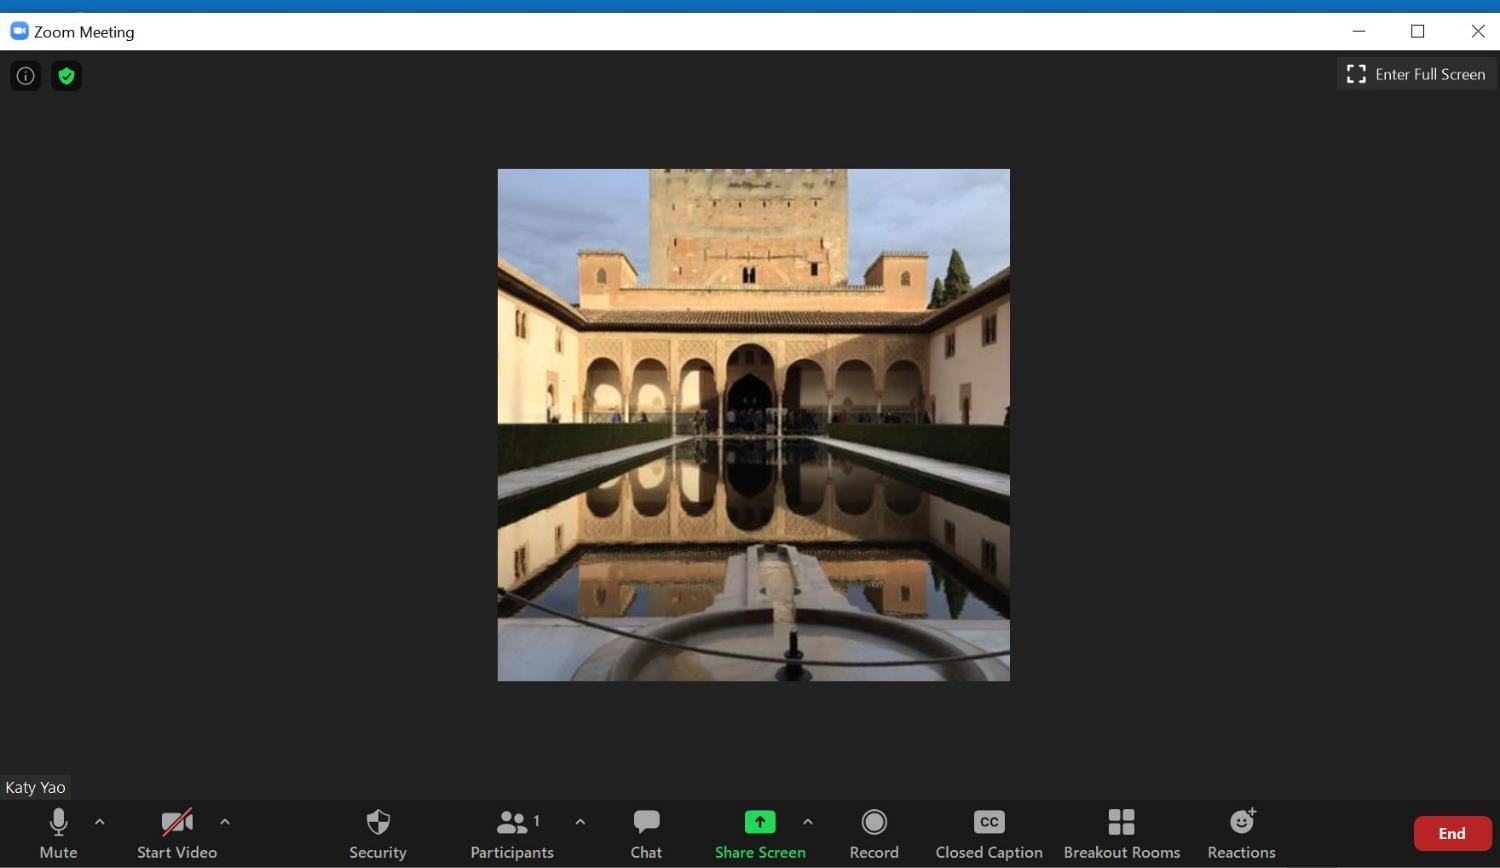 Zoom Meeting
Enter Full Screen
Katy Yao
1
CC
Mute
Start Video
Security
Participants
Chat
Share Screen
Record
Closed Caption
Breakout Rooms
Reactions
End